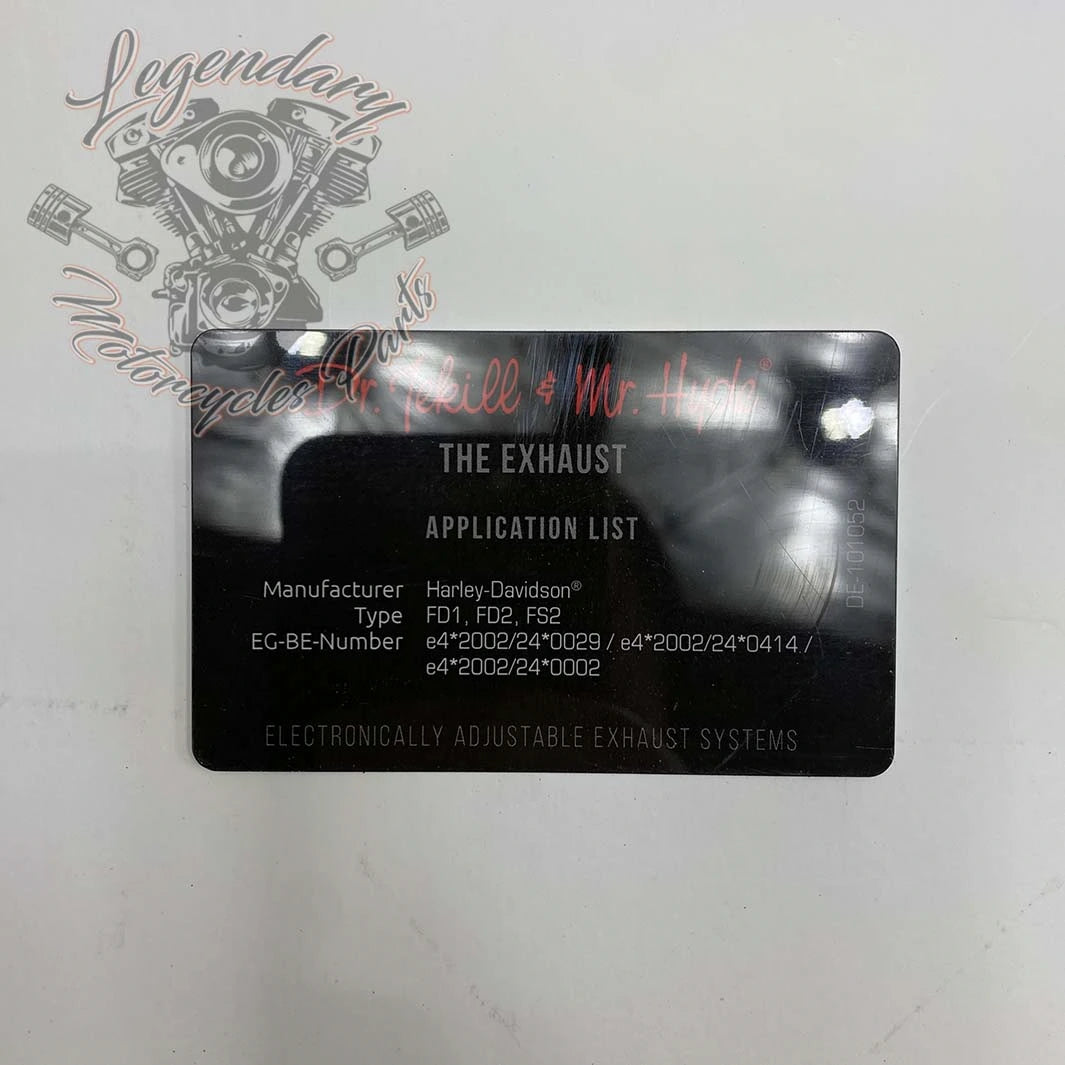 Legendary
Motorcycles Parts
Dr. Jekill & Mr. Hyde®
THE EXHAUST
APPLICATION LIST
Manufacturer Harley-Davidson®
Type FD1, FD2, FS2
EG-BE-Number e4*2002/24*0029 / e4*2002/24*0414 /
e4*2002/24*0002
ELECTRONICALLY ADJUSTABLE EXHAUST SYSTEMS
DE-101052